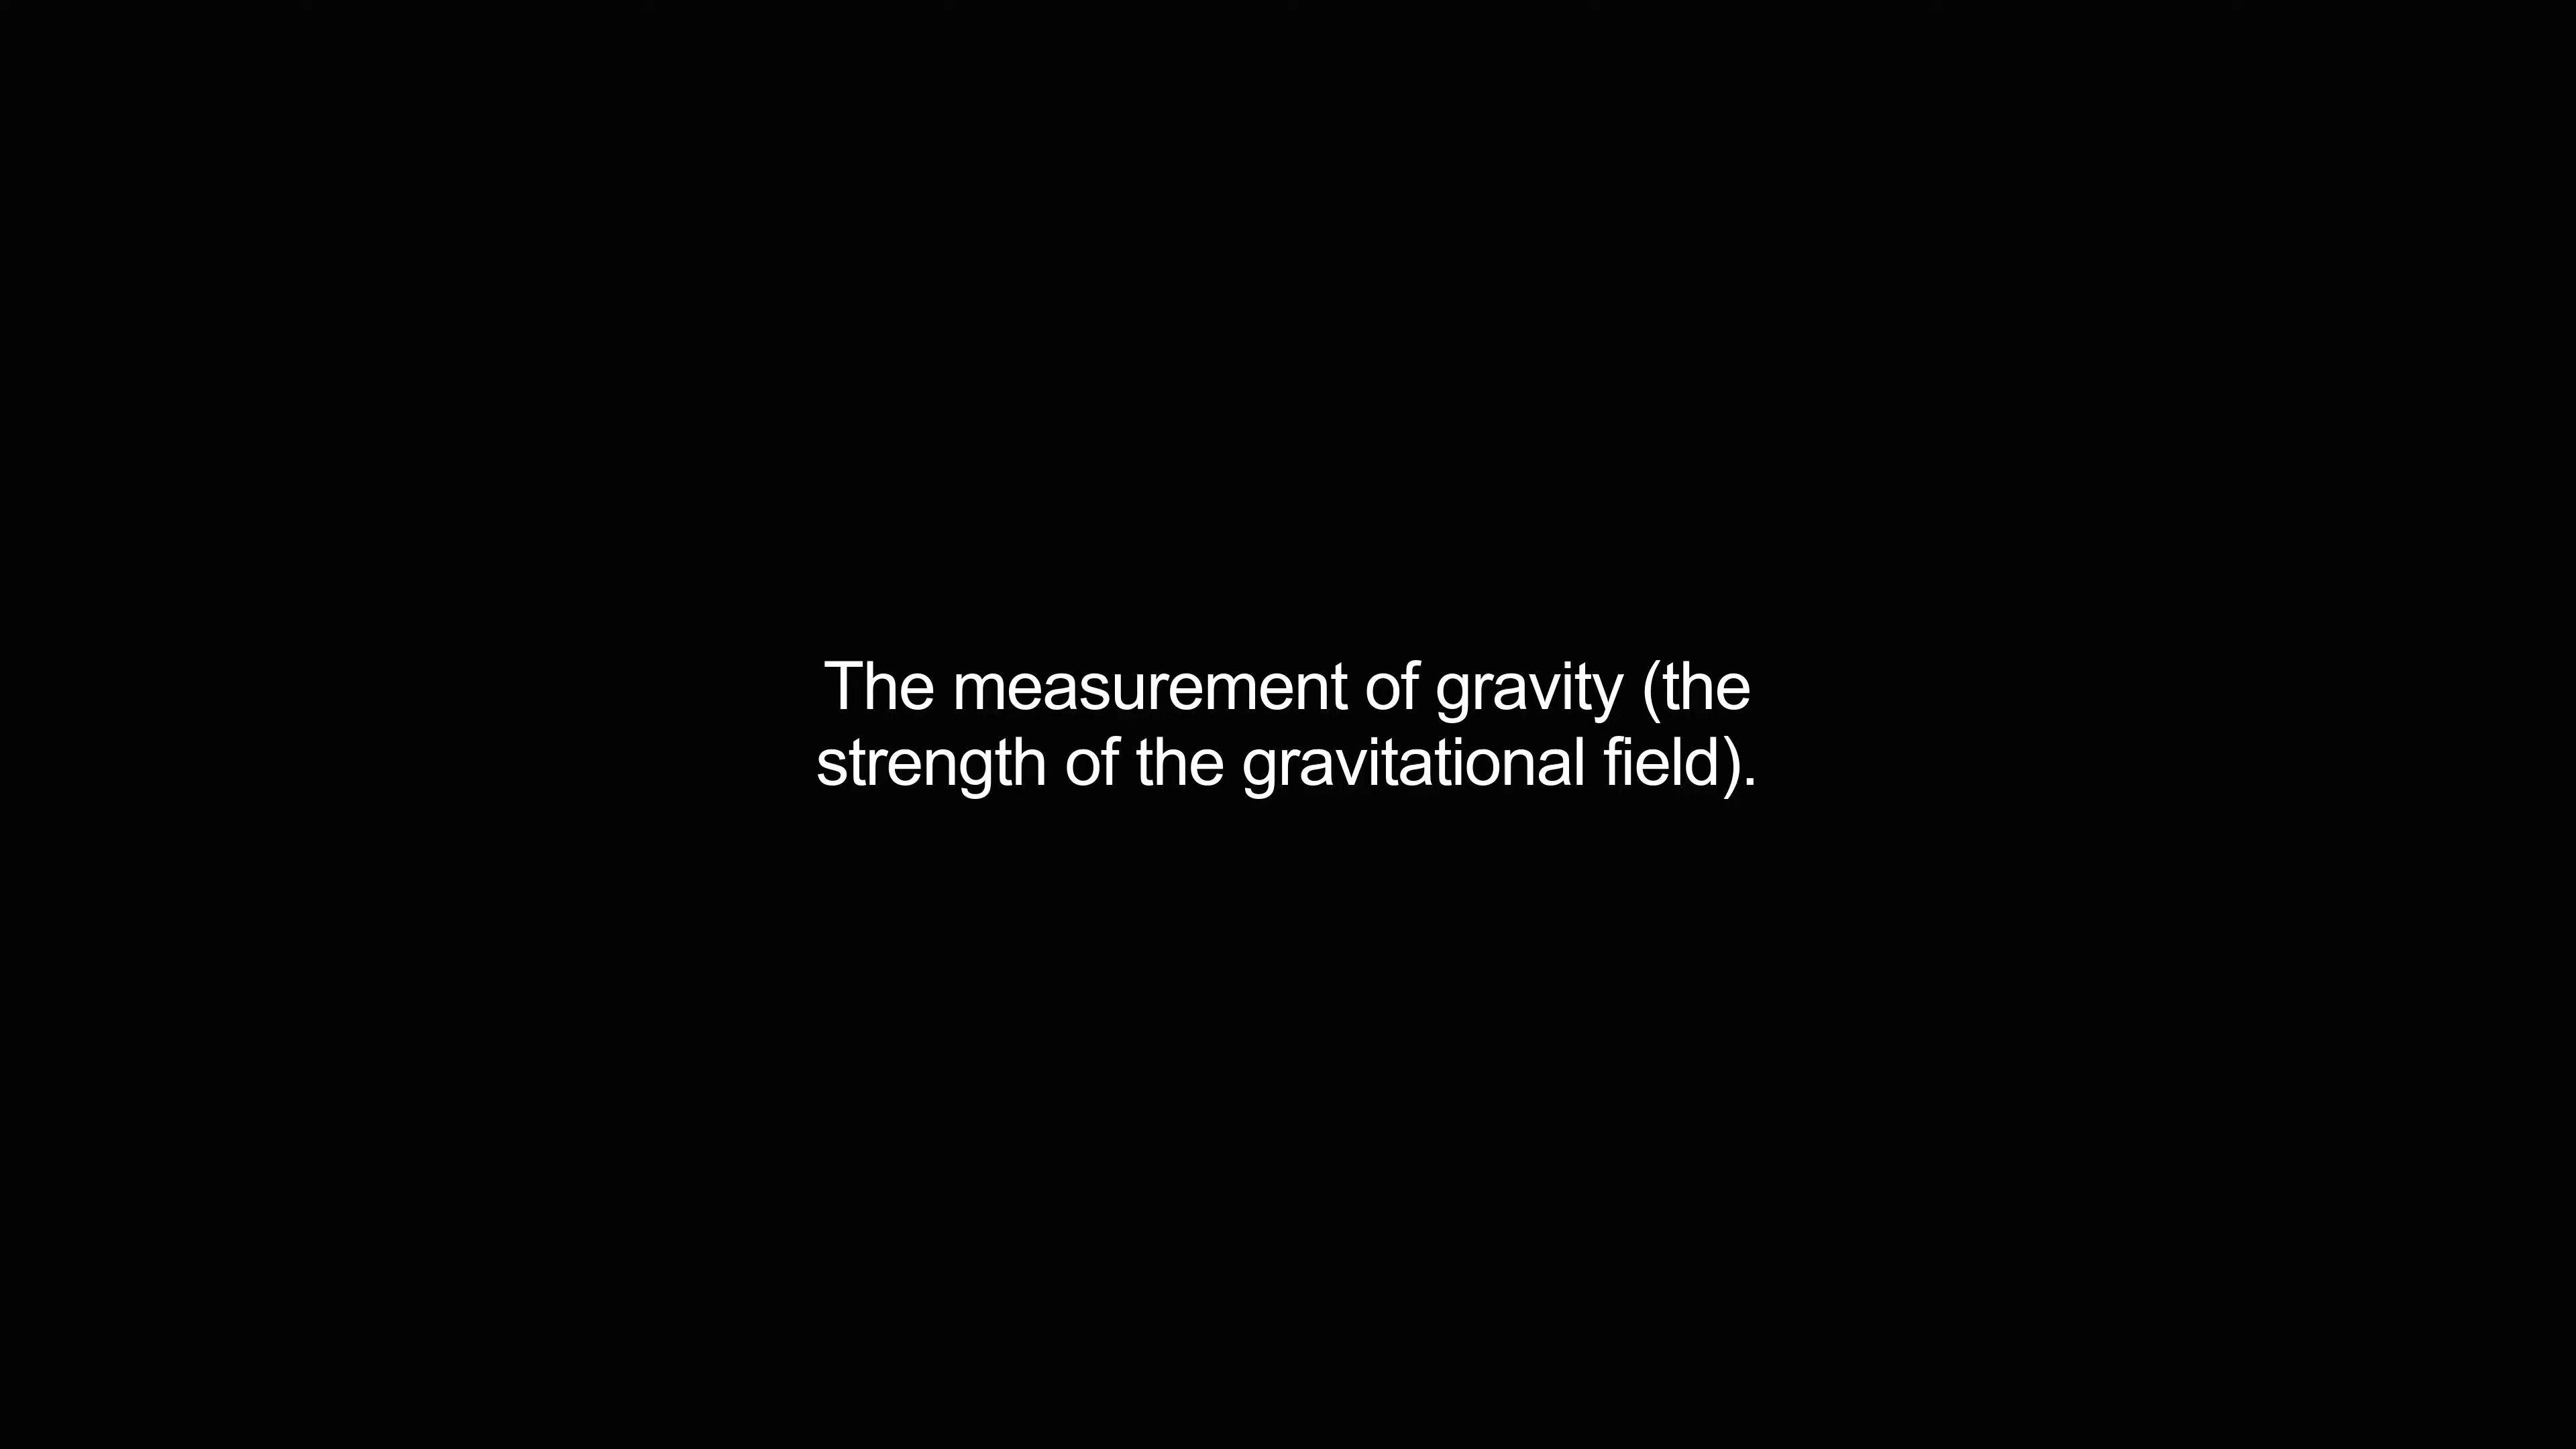 The measurement of gravity (the
strength of the gravitational field).